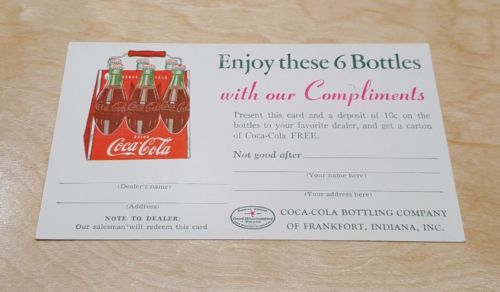 Enjoy these 6 Bottles
with our Compliments
Present this card and a deposit of 10c on
the bottles to your favorite dealer, and get a carton
of Coca-Cola FREE.
Not good after
(Your name here)
(Your address here)
COCA-COLA BOTTLING COMPANY
OF FRANKFORT, INDIANA, INC.
DRINK
Coca-Cola
(Dealer's name)
(Address)
NOTE TO DEALER:
Our salesman will redeem this card
Good Housekeeping